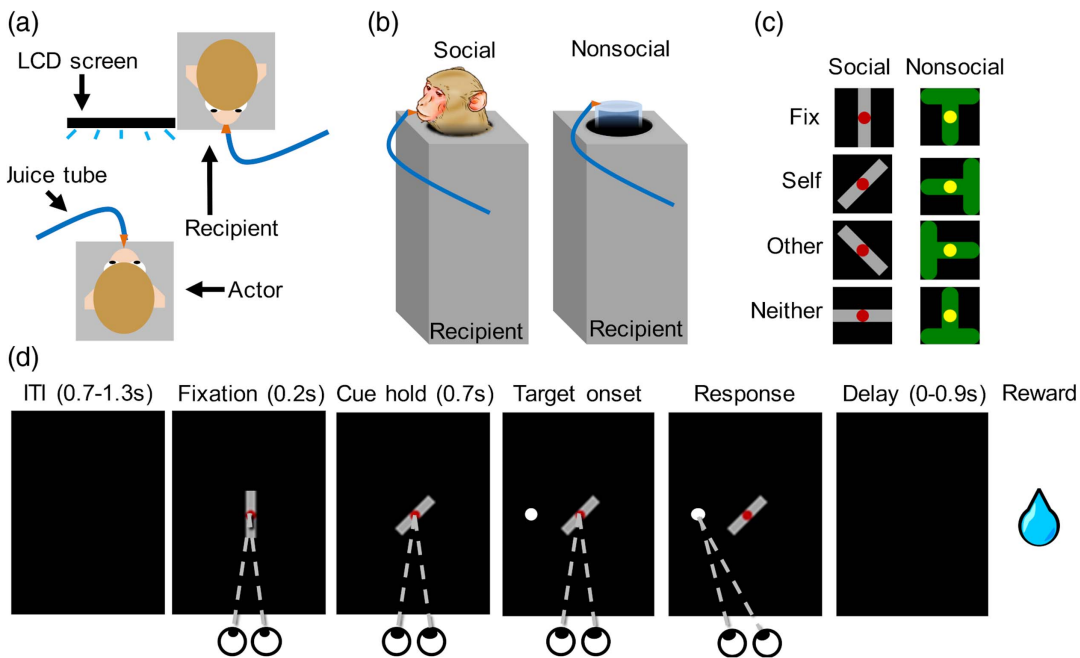 (a)
LCD screen
Juice tube
Recipient
Actor
(b)
Social
Nonsocial
Recipient
Recipient
(c)
Social
Nonsocial
Fix
Self
Other
Neither
(d)
ITI (0.7-1.3s)
Fixation (0.2s)
Cue hold (0.7s)
Target onset
Response
Delay (0-0.9s)
Reward